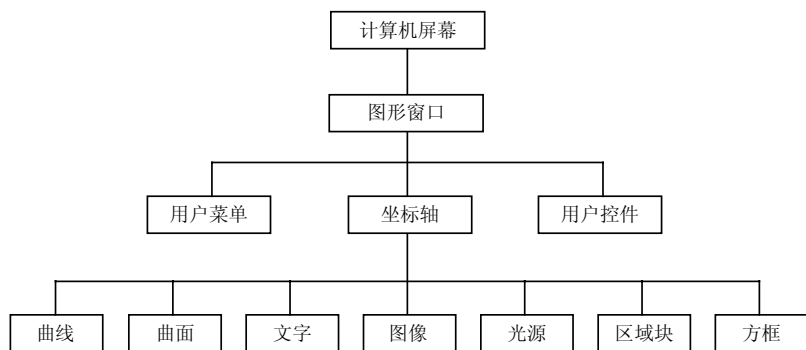 计算机屏幕
图形窗口
用户菜单
坐标轴
用户控件
曲线
曲面
文字
图像
光源
区域块
方框